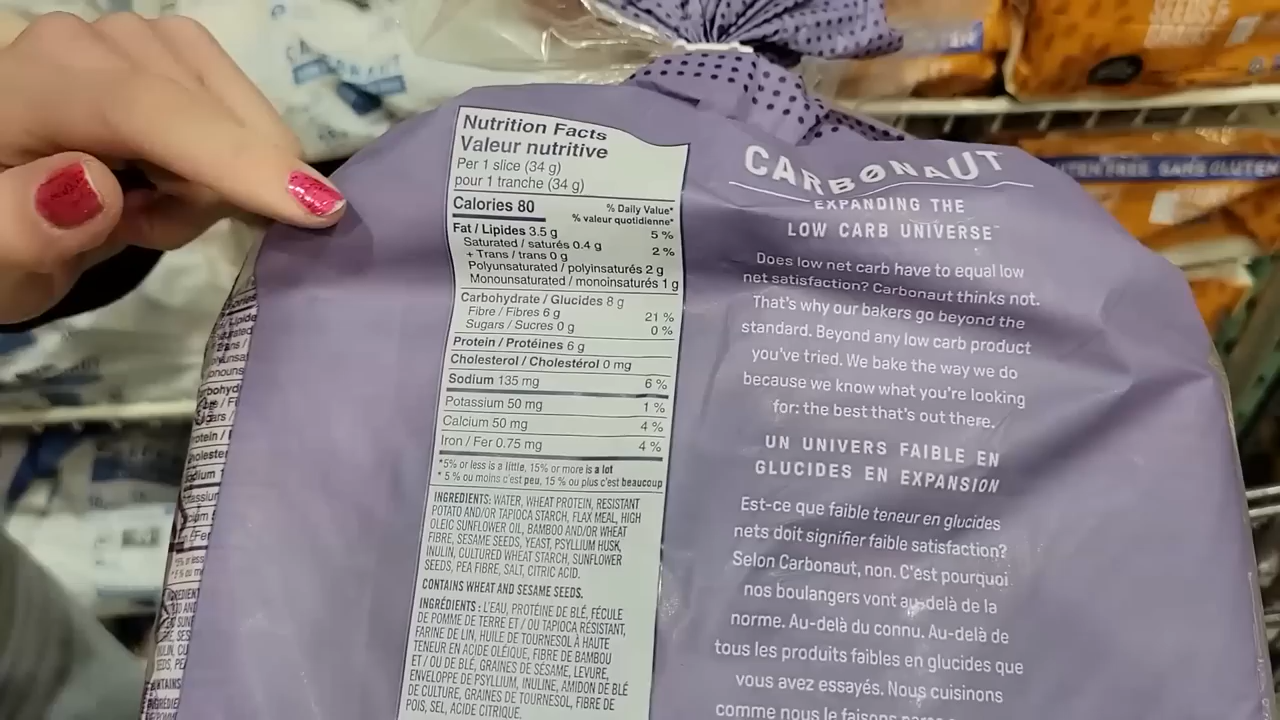 Nutrition Facts
Valeur nutritive
Per 1 slice (34 g)
pour 1 tranche (34 g)
Calories 80
% Daily Value*
% valeur quotidienne*
Fat / Lipides 3.5 g 5 %
Saturated / saturés 0.4 g
+ Trans / trans 0 g 2 %
Polyunsaturated / polyinsaturés 2 g
Monounsaturated / monoinsaturés 1 g
Carbohydrate / Glucides 8 g
Fibre / Fibres 6 g 21 %
Sugars / Sucres 0 g 0 %
Protein / Protéines 6 g
Cholesterol / Cholestérol 0 mg
Sodium 135 mg 6 %
Potassium 50 mg 1 %
Calcium 50 mg 4 %
Iron / Fer 0.75 mg 4 %
*5% or less is a little, 15% or more is a lot
* 5 % ou moins c'est peu, 15 % ou plus c'est beaucoup
INGREDIENTS: WATER, WHEAT PROTEIN, RESISTANT
POTATO AND/OR TAPIOCA STARCH, FLAX MEAL, HIGH
OLEIC SUNFLOWER OIL, BAMBOO AND/OR WHEAT
FIBRE, SESAME SEEDS, YEAST, PSYLLIUM HUSK,
INULIN, CULTURED WHEAT STARCH, SUNFLOWER
SEEDS, PEA FIBRE, SALT, CITRIC ACID.
CONTAINS WHEAT AND SESAME SEEDS.
INGRÉDIENTS : L'EAU, PROTÉINE DE BLÉ, FÉCULE
DE POMME DE TERRE ET / OU TAPIOCA RÉSISTANT,
FARINE DE LIN, HUILE DE TOURNESOL À HAUTE
TENEUR EN ACIDE OLÉIQUE, FIBRE DE BAMBOU
ET / OU DE BLÉ, GRAINES DE SÉSAME, LEVURE,
ENVELOPPE DE PSYLLIUM, INULINE, AMIDON DE BLÉ
DE CULTURE, GRAINES DE TOURNESOL, FIBRE DE
POIS, SEL, ACIDE CITRIQUE.
CARBONAUT
EXPANDING THE
LOW CARB UNIVERSE™
Does low net carb have to equal low
net satisfaction? Carbonaut thinks not.
That's why our bakers go beyond the
standard. Beyond any low carb product
you've tried. We bake the way we do
because we know what you're looking
for: the best that's out there.
UN UNIVERS FAIBLE EN
GLUCIDES EN EXPANSION
Est-ce que faible teneur en glucides
nets doit signifier faible satisfaction?
Selon Carbonaut, non. C'est pourquoi
nos boulangers vont au-delà de la
norme. Au-delà du connu. Au-delà de
tous les produits faibles en glucides que
vous avez essayés. Nous cuisinons
comme nous le faisons
SEEDS &
GRAINS
GLUTEN FREE SANS GLUTEN